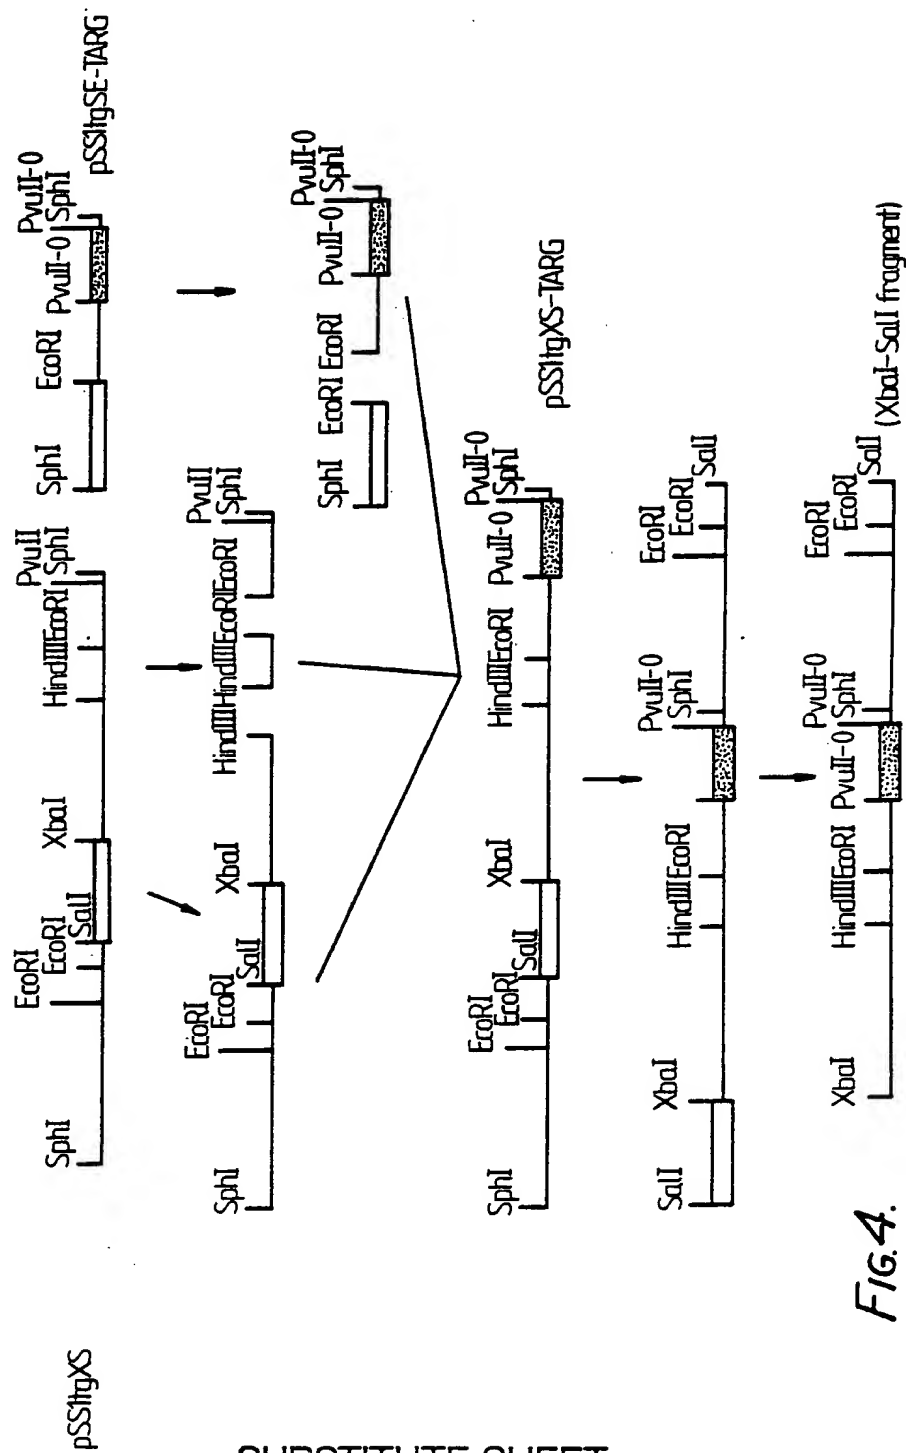 pSS1tgXS
SphI EcoRI EcoRI SalI XbaI HindIII EcoRI PvuII SphI
SphI EcoRI PvuII-0 PvuII-0 SphI
pSS1tgSE-TARG
SphI EcoRI EcoRI SalI XbaI HindIII HindIII EcoRI EcoRI PvuII SphI
SphI EcoRI EcoRI PvuII-0 PvuII-0 SphI
SphI EcoRI EcoRI SalI XbaI HindIII EcoRI PvuII-0 PvuII-0 SphI
pSS1tgXS-TARG
SalI XbaI HindIII EcoRI PvuII-0 SphI EcoRI EcoRI SalI
XbaI HindIII EcoRI PvuII-0 PvuII-0 SphI EcoRI EcoRI SalI
(XbaI-SalI fragment)
FIG. 4.
SUBSTITUTE SHEET